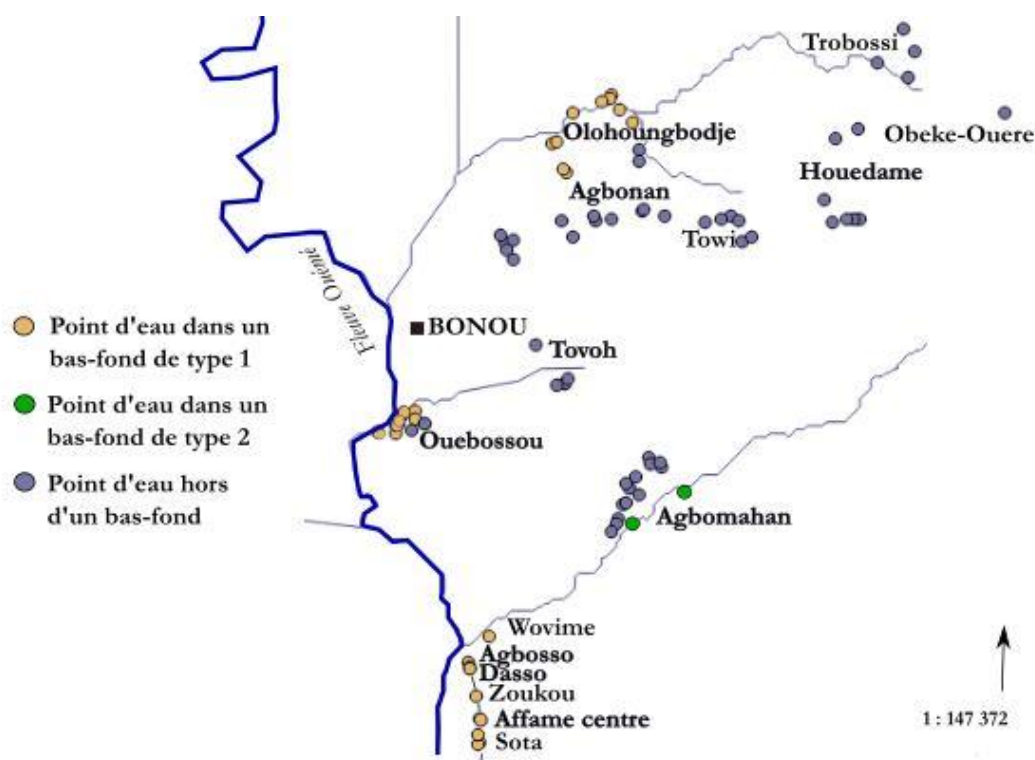 Trobossi
Olohoungbodje
Obeke-Ouere
Houedame
Agbonan
Towi
Fleuve Ouémé
BONOU
Tovoh
Ouebossou
Point d'eau dans un
bas-fond de type 1
Point d'eau dans un
bas-fond de type 2
Point d'eau hors
d'un bas-fond
Agbomahan
Wovime
Agbosso
Dasso
Zoukou
Affame centre
Sota
1 : 147 372